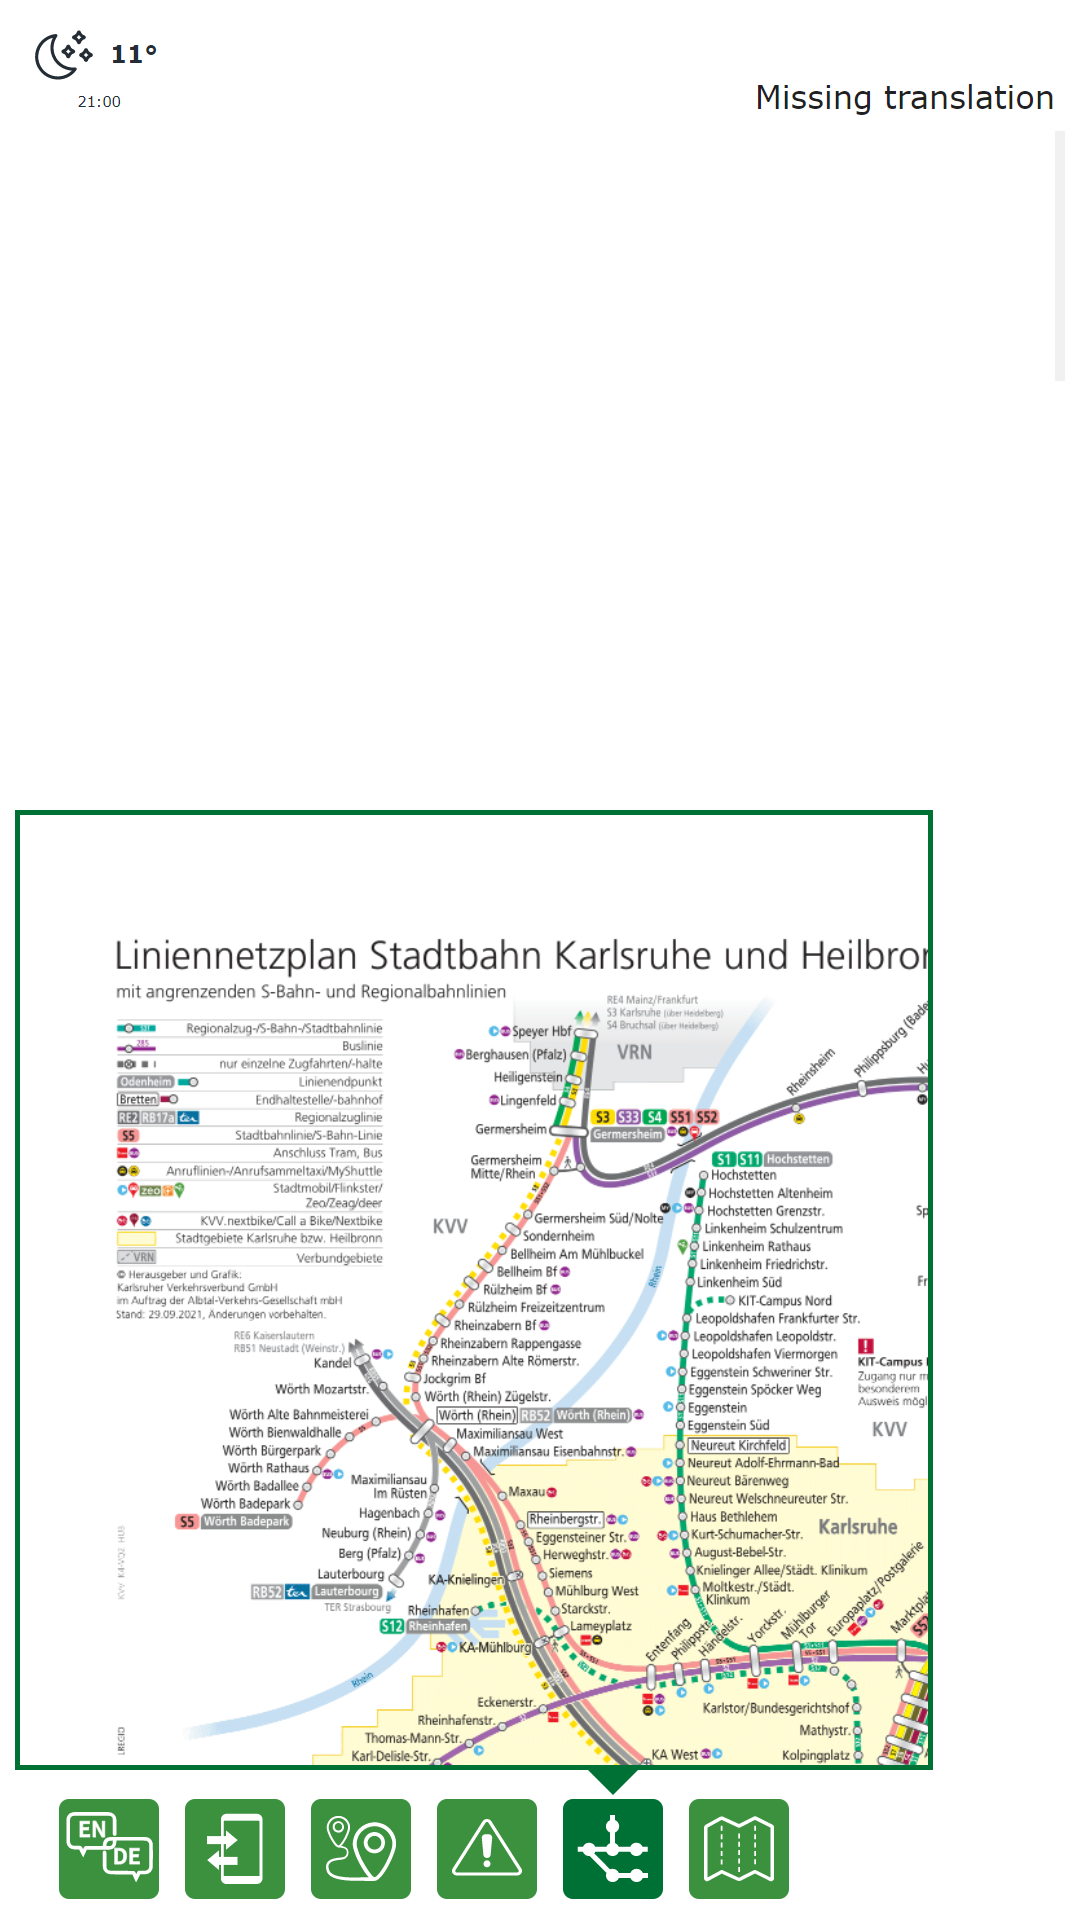 11°
21:00
Missing translation
Liniennetzplan Stadtbahn Karlsruhe und Heilbron
mit angrenzenden S-Bahn- und Regionalbahnlinien
Regionalzug-/S-Bahn-/Stadtbahnlinie
285
Buslinie
nur einzelne Zugfahrten/-halte
Odenheim
Linienendpunkt
Bretten
Endhaltestelle/-bahnhof
RE2 RB17a ter
Regionalzuglinie
S5
Stadtbahnlinie/S-Bahn-Linie
Anschluss Tram, Bus
Anruflinien-/Anrufsammeltaxi/MyShuttle
zeo
Stadtmobil/Flinkster/
Zeo/Zeag/deer
KVV.nextbike/Call a Bike/Nextbike
Stadtgebiete Karlsruhe bzw. Heilbronn
VRN
Verbundgebiete
© Herausgeber und Grafik:
Karlsruher Verkehrsverbund GmbH
im Auftrag der Albtal-Verkehrs-Gesellschaft mbH
Stand: 29.09.2021, Änderungen vorbehalten.
RE4 Mainz/Frankfurt
S3 Karlsruhe (über Heidelberg)
S4 Bruchsal (über Heidelberg)
VRN
Speyer Hbf
Berghausen (Pfalz)
Heiligenstein
Lingenfeld
Germersheim
S3 S33 S4 S51 S52
Germersheim
Germersheim
Mitte/Rhein
Rheinsheim
Philippsburg (Bade
Hu
KVV
Germersheim Süd/Nolte
Sondernheim
Bellheim Am Mühlbuckel
Bellheim Bf
Rülzheim Bf
Rülzheim Freizeitzentrum
Rheinzabern Bf
Rheinzabern Rappengasse
Rheinzabern Alte Römerstr.
Jockgrim Bf
Wörth (Rhein) Zügelstr.
Wörth (Rhein) RB52 Wörth (Rhein)
Rhein
S1 S11 Hochstetten
Hochstetten
Hochstetten Altenheim
Hochstetten Grenzstr.
Linkenheim Schulzentrum
Linkenheim Rathaus
Linkenheim Friedrichstr.
Linkenheim Süd
KIT-Campus Nord
Leopoldshafen Frankfurter Str.
Leopoldshafen Leopoldstr.
Leopoldshafen Viermorgen
Eggenstein Schweriner Str.
Eggenstein Spöcker Weg
Eggenstein
Eggenstein Süd
Neureut Kirchfeld
Neureut Adolf-Ehrmann-Bad
Neureut Bärenweg
Neureut Welschneureuter Str.
Haus Bethlehem
Kurt-Schumacher-Str.
August-Bebel-Str.
Knielinger Allee/Städt. Klinikum
Moltkestr./Städt.
Klinkum
Sp
Fr
!
KIT-Campus
Zugang nur m
besonderem
Ausweis mögl
KVV
Karlsruhe
RE6 Kaiserslautern
RB51 Neustadt (Weinstr.)
Kandel
Wörth Mozartstr.
Wörth Alte Bahnmeisterei
Wörth Bienwaldhalle
Wörth Bürgerpark
Wörth Rathaus
Wörth Badallee
Wörth Badepark
S5 Wörth Badepark
Maximiliansau West
Maximiliansau Eisenbahnstr.
Maximiliansau
Im Rüsten
Hagenbach
Neuburg (Rhein)
Berg (Pfalz)
Lauterbourg
RB52 ter Lauterbourg
TER Strasbourg
Maxau
Rheinbergstr.
Eggensteiner Str.
Herweghstr.
Siemens
Mühlburg West
Starckstr.
Lameyplatz
KA-Knielingen
Rheinhafen
S12 Rheinhafen
KA-Mühlburg
Rhein
Entenfang
Philippstr.
Händelstr.
Yorckstr.
Mühlburger
Tor
Europaplatz/Postgalerie
Marktpla
S52
Eckenerstr.
Rheinhafenstr.
Thomas-Mann-Str.
Karl-Delisle-Str.
KA West
Karlstor/Bundesgerichtshof
Mathystr.
Kolpingplatz
LREGIO
EN
DE